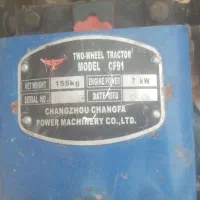 TWO-WHEEL TRACTOR
MODEL CF91
NET WEIGHT 155kg ENGINE POWER 7 kW
SERIAL NO. DATE
CHANGZHOU CHANGFA
POWER MACHINERY CO.,LTD.